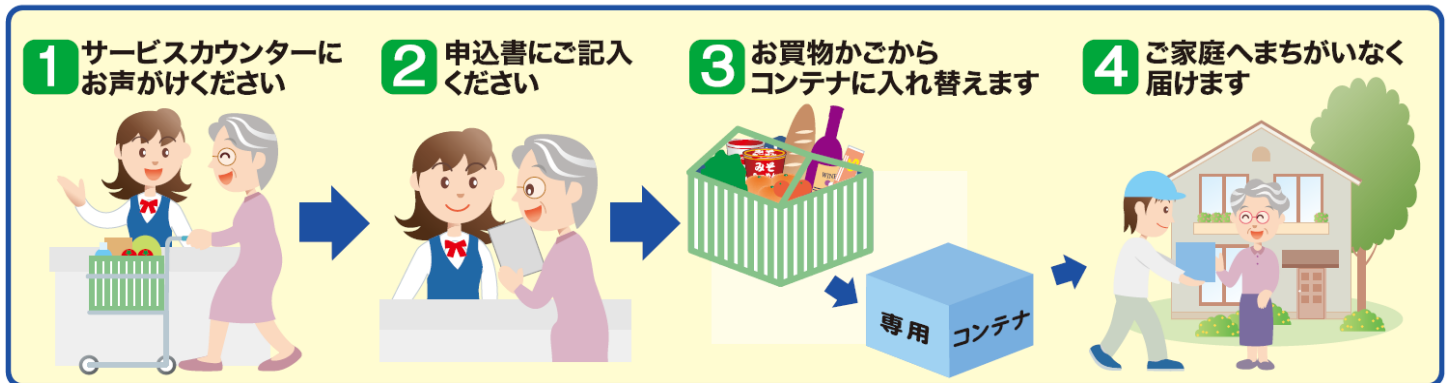 1 サービスカウンターに
お声がけください
2 申込書にご記入
ください
3 お買物かごから
コンテナに入れ替えます
みそ
WINE
専用 コンテナ
4 ご家庭へまちがいなく
届けます